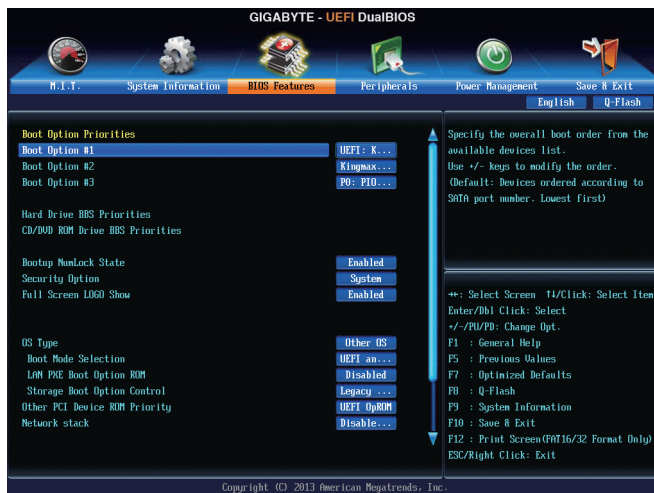 GIGABYTE - UEFI DualBIOS
M.I.T. System Information BIOS Features Peripherals Power Management Save & Exit
English Q-Flash
Boot Option Priorities
Boot Option #1 UEFI: K...
Boot Option #2 Kingmax...
Boot Option #3 P0: PIO...
Hard Drive BBS Priorities
CD/DVD ROM Drive BBS Priorities
Bootup NumLock State Enabled
Security Option System
Full Screen LOGO Show Enabled
OS Type Other OS
Boot Mode Selection UEFI an...
LAN PXE Boot Option ROM Disabled
Storage Boot Option Control Legacy ...
Other PCI Device ROM Priority UEFI OpROM
Network stack Disable...
Specify the overall boot order from the
available devices list.
Use +/- keys to modify the order.
(Default: Devices ordered according to
SATA port number. Lowest first)
→←: Select Screen ↑↓/Click: Select Item
Enter/Dbl Click: Select
+/-/PU/PD: Change Opt.
F1 : General Help
F5 : Previous Values
F7 : Optimized Defaults
F8 : Q-Flash
F9 : System Information
F10 : Save & Exit
F12 : Print Screen(FAT16/32 Format Only)
ESC/Right Click: Exit
Copyright (C) 2013 American Megatrends, Inc.